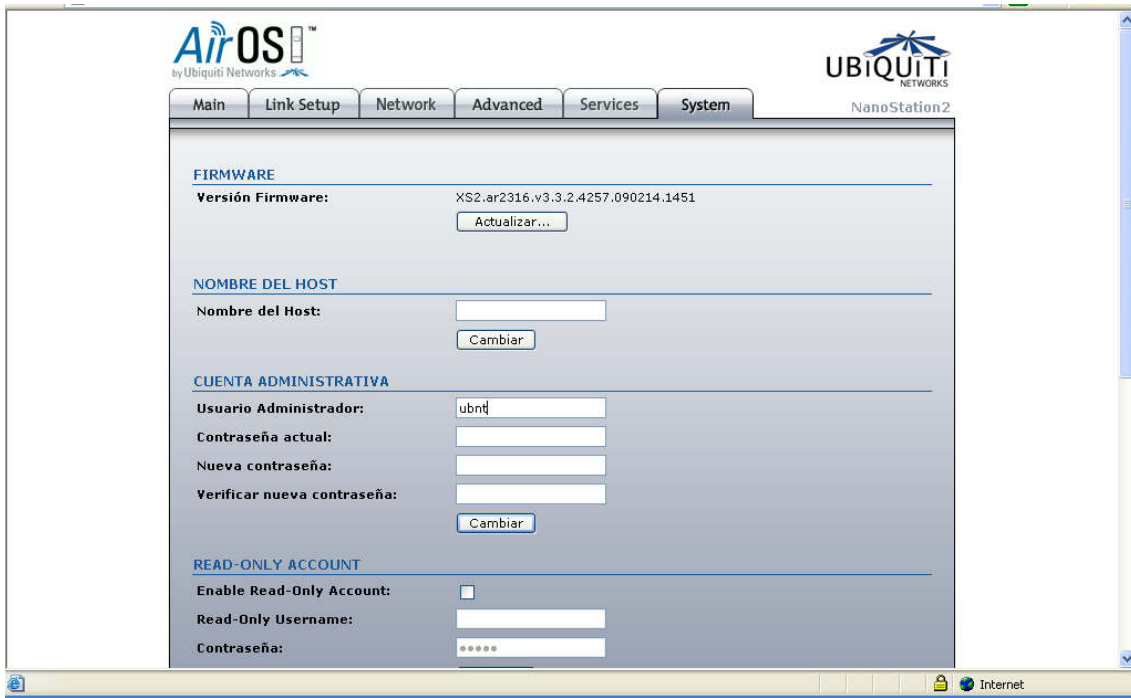 AirOS™
by Ubiquiti Networks
UBiQUiTi
NETWORKS
Main Link Setup Network Advanced Services System
NanoStation2
FIRMWARE
Versión Firmware: XS2.ar2316.v3.3.2.4257.090214.1451
Actualizar...
NOMBRE DEL HOST
Nombre del Host:
Cambiar
CUENTA ADMINISTRATIVA
Usuario Administrador: ubnt
Contraseña actual:
Nueva contraseña:
Verificar nueva contraseña:
Cambiar
READ-ONLY ACCOUNT
Enable Read-Only Account:
Read-Only Username:
Contraseña: •••••
Internet